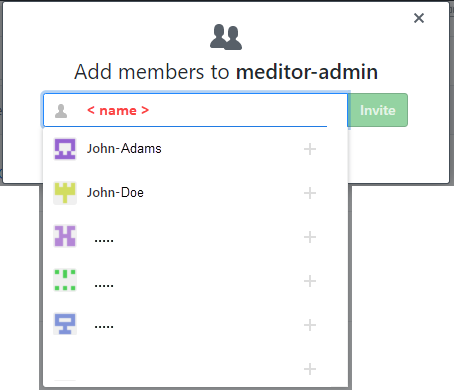 Add members to meditor-admin
< name >
Invite
John-Adams
John-Doe
.....
.....
.....